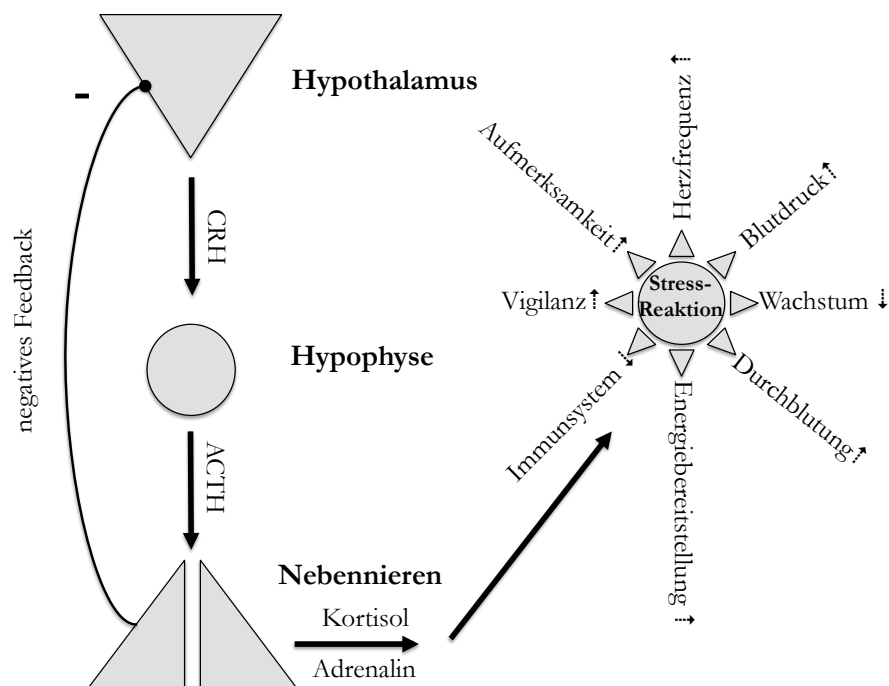 Hypothalamus
-
CRH
negatives Feedback
Hypophyse
ACTH
Nebennieren
Kortisol
Adrenalin
Stress-
Reaktion
Herzfrequenz
Blutdruck
Wachstum
Durchblutung
Energiebereitstellung
Immunsystem
Vigilanz
Aufmerksamkeit